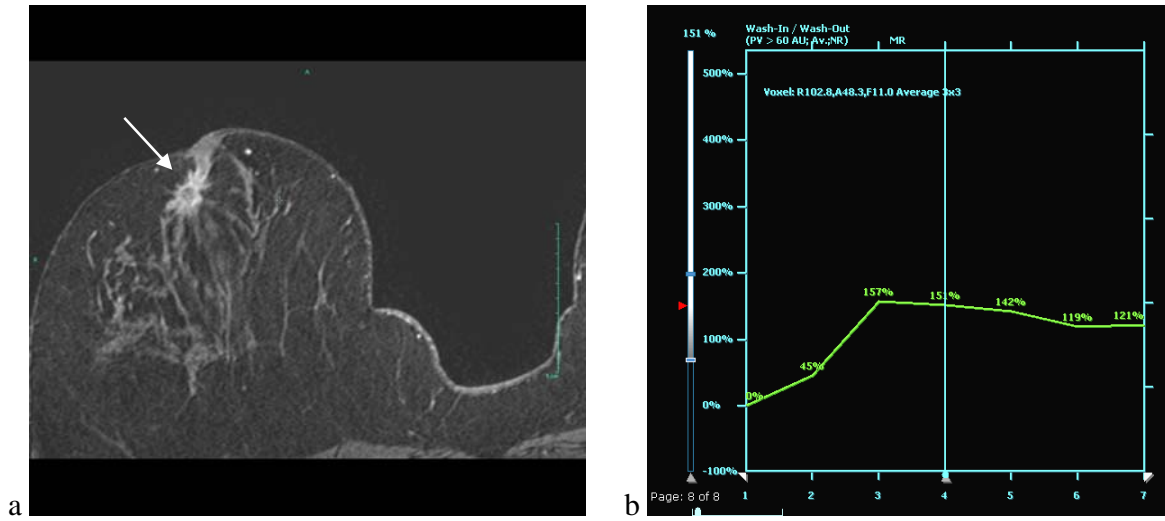 a
A
R
b
151 %
Wash-In / Wash-Out
(PV > 60 AU; Av.;NR) MR
Voxel: R102.8,A48.3,F11.0 Average 3x3
500%
400%
300%
200%
100%
0%
-100%
0%
45%
157%
151%
142%
119%
121%
Page: 8 of 8
1 2 3 4 5 6 7